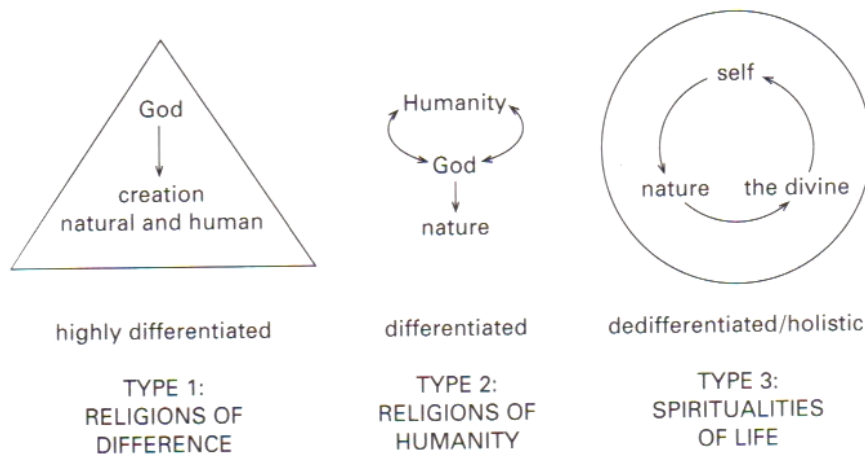 God
creation
natural and human
highly differentiated
TYPE 1:
RELIGIONS OF
DIFFERENCE
Humanity
God
nature
differentiated
TYPE 2:
RELIGIONS OF
HUMANITY
self
nature
the divine
dedifferentiated/holistic
TYPE 3:
SPIRITUALITIES
OF LIFE